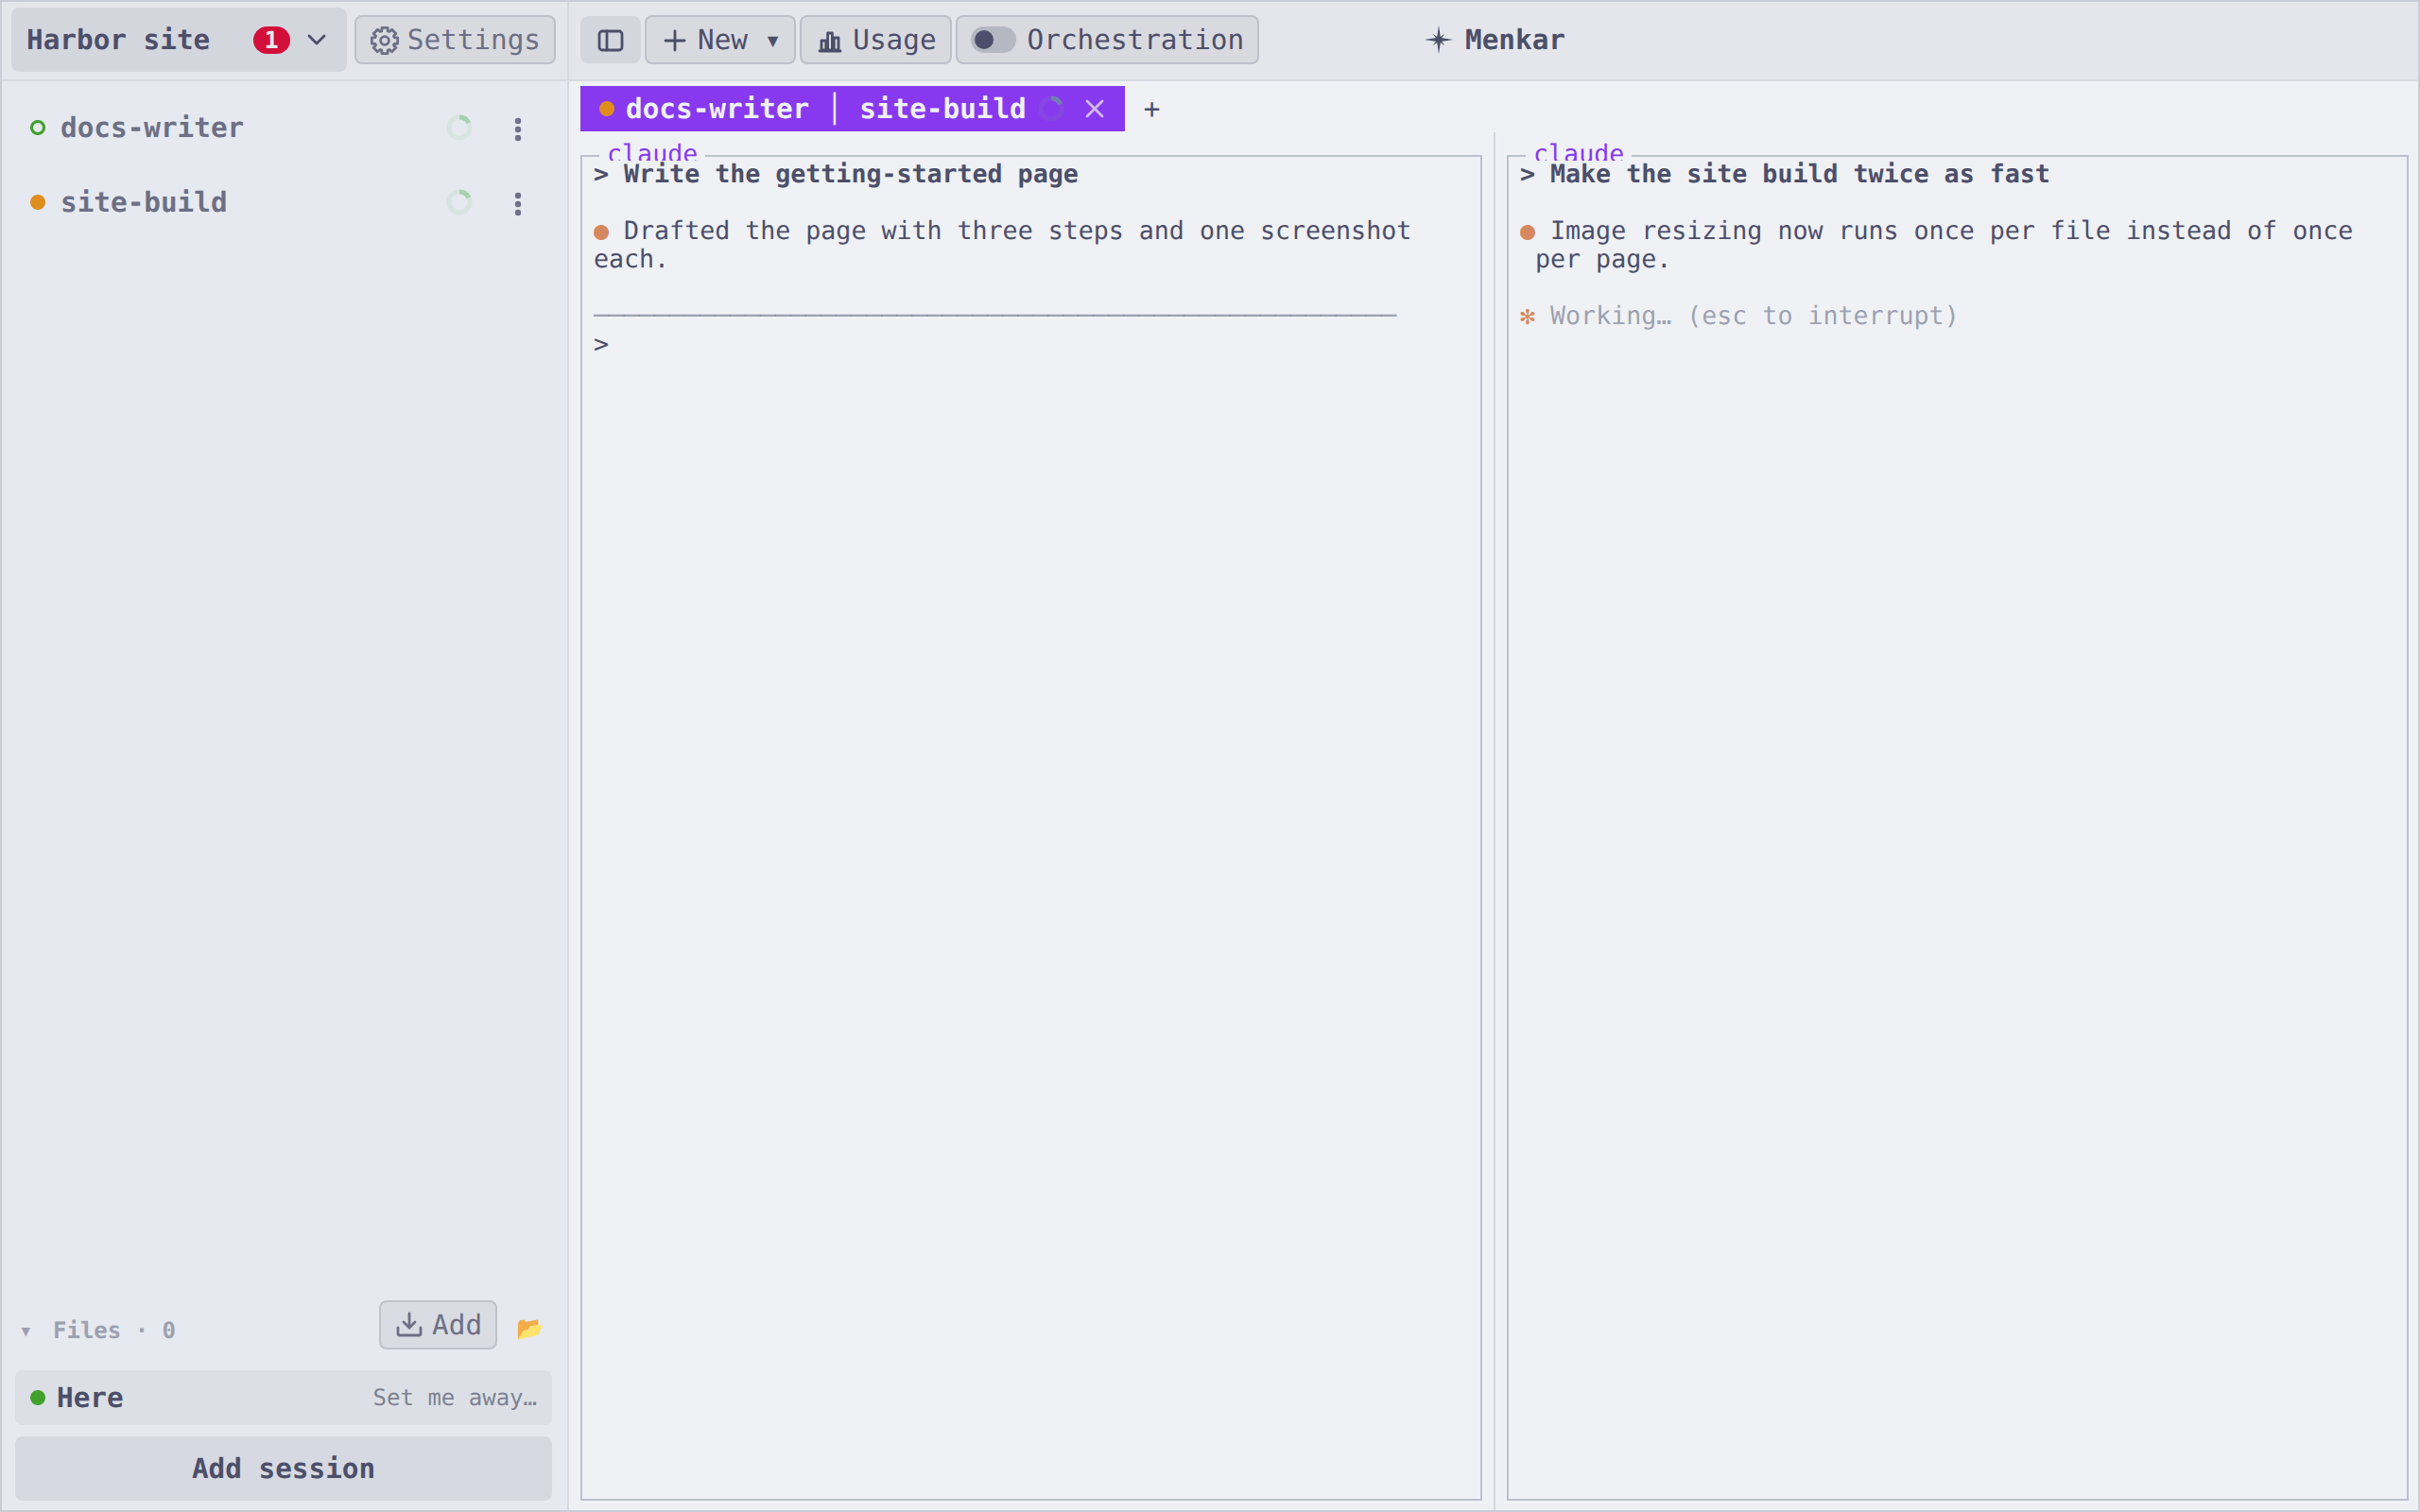 Harbor site 1
Settings
New
Usage
Orchestration
Menkar
docs-writer
site-build
docs-writer │ site-build
+
claude
> Write the getting-started page
● Drafted the page with three steps and one screenshot
each.
>
claude
> Make the site build twice as fast
● Image resizing now runs once per file instead of once
per page.
✻ Working… (esc to interrupt)
Files · 0
Add
Here
Set me away…
Add session